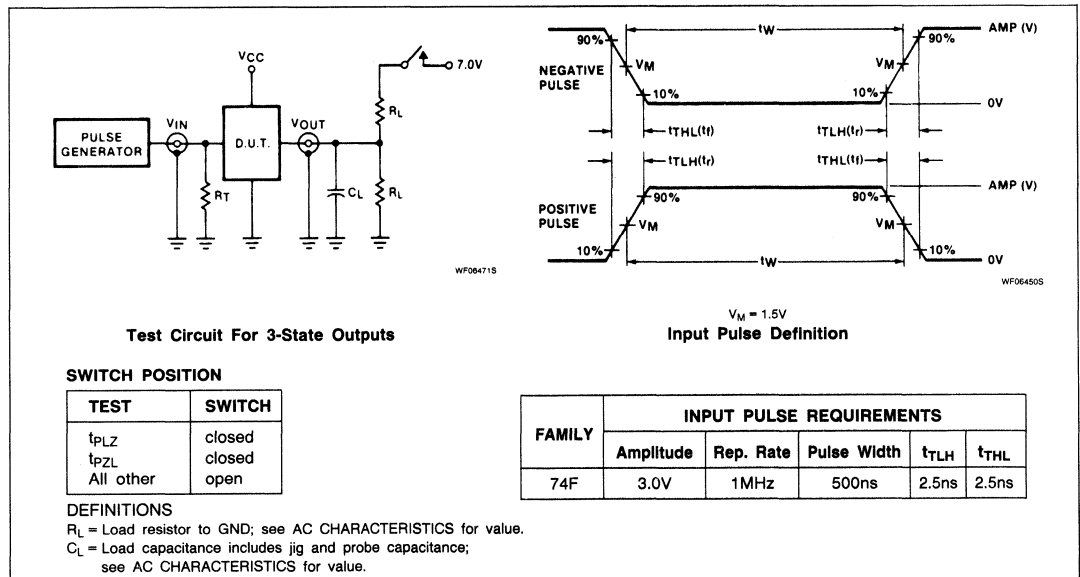 VCC
7.0V
RL
PULSE
GENERATOR
VIN
D.U.T.
VOUT
RT
CL
RL
WF06471S
Test Circuit For 3-State Outputs
90%
tW
90%
AMP (V)
NEGATIVE
PULSE
VM
VM
10%
10%
0V
tTHL(tf)
tTLH(tr)
tTLH(tr)
tTHL(tf)
AMP (V)
90%
90%
POSITIVE
PULSE
VM
VM
10%
tW
10%
0V
WF06450S
VM = 1.5V
Input Pulse Definition
SWITCH POSITION
TEST SWITCH
tPLZ closed
tPZL closed
All other open
FAMILY INPUT PULSE REQUIREMENTS
Amplitude Rep. Rate Pulse Width tTLH tTHL
74F 3.0V 1MHz 500ns 2.5ns 2.5ns
DEFINITIONS
RL = Load resistor to GND; see AC CHARACTERISTICS for value.
CL = Load capacitance includes jig and probe capacitance;
see AC CHARACTERISTICS for value.